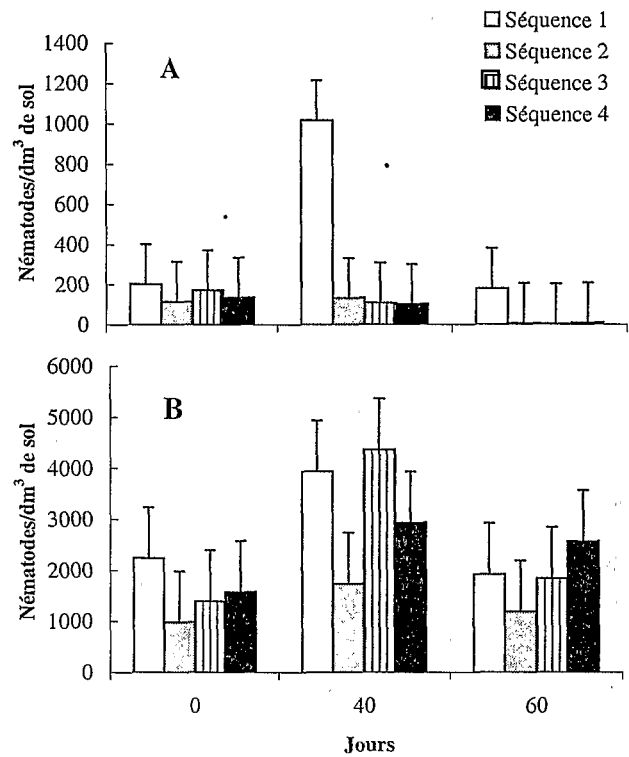 Séquence 1
Séquence 2
Séquence 3
Séquence 4
A
Nématodes/dm³ de sol
1400
1200
1000
800
600
400
200
0
B
Nématodes/dm³ de sol
6000
5000
4000
3000
2000
1000
0
0 40 60
Jours